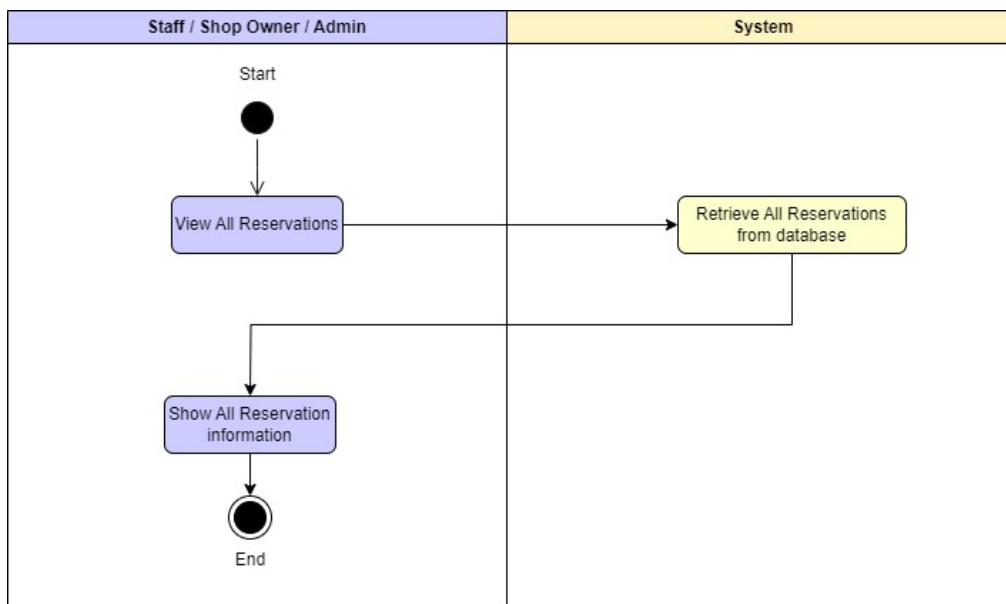 Staff / Shop Owner / Admin
System
Start
View All Reservations
Retrieve All Reservations
from database
Show All Reservation
information
End